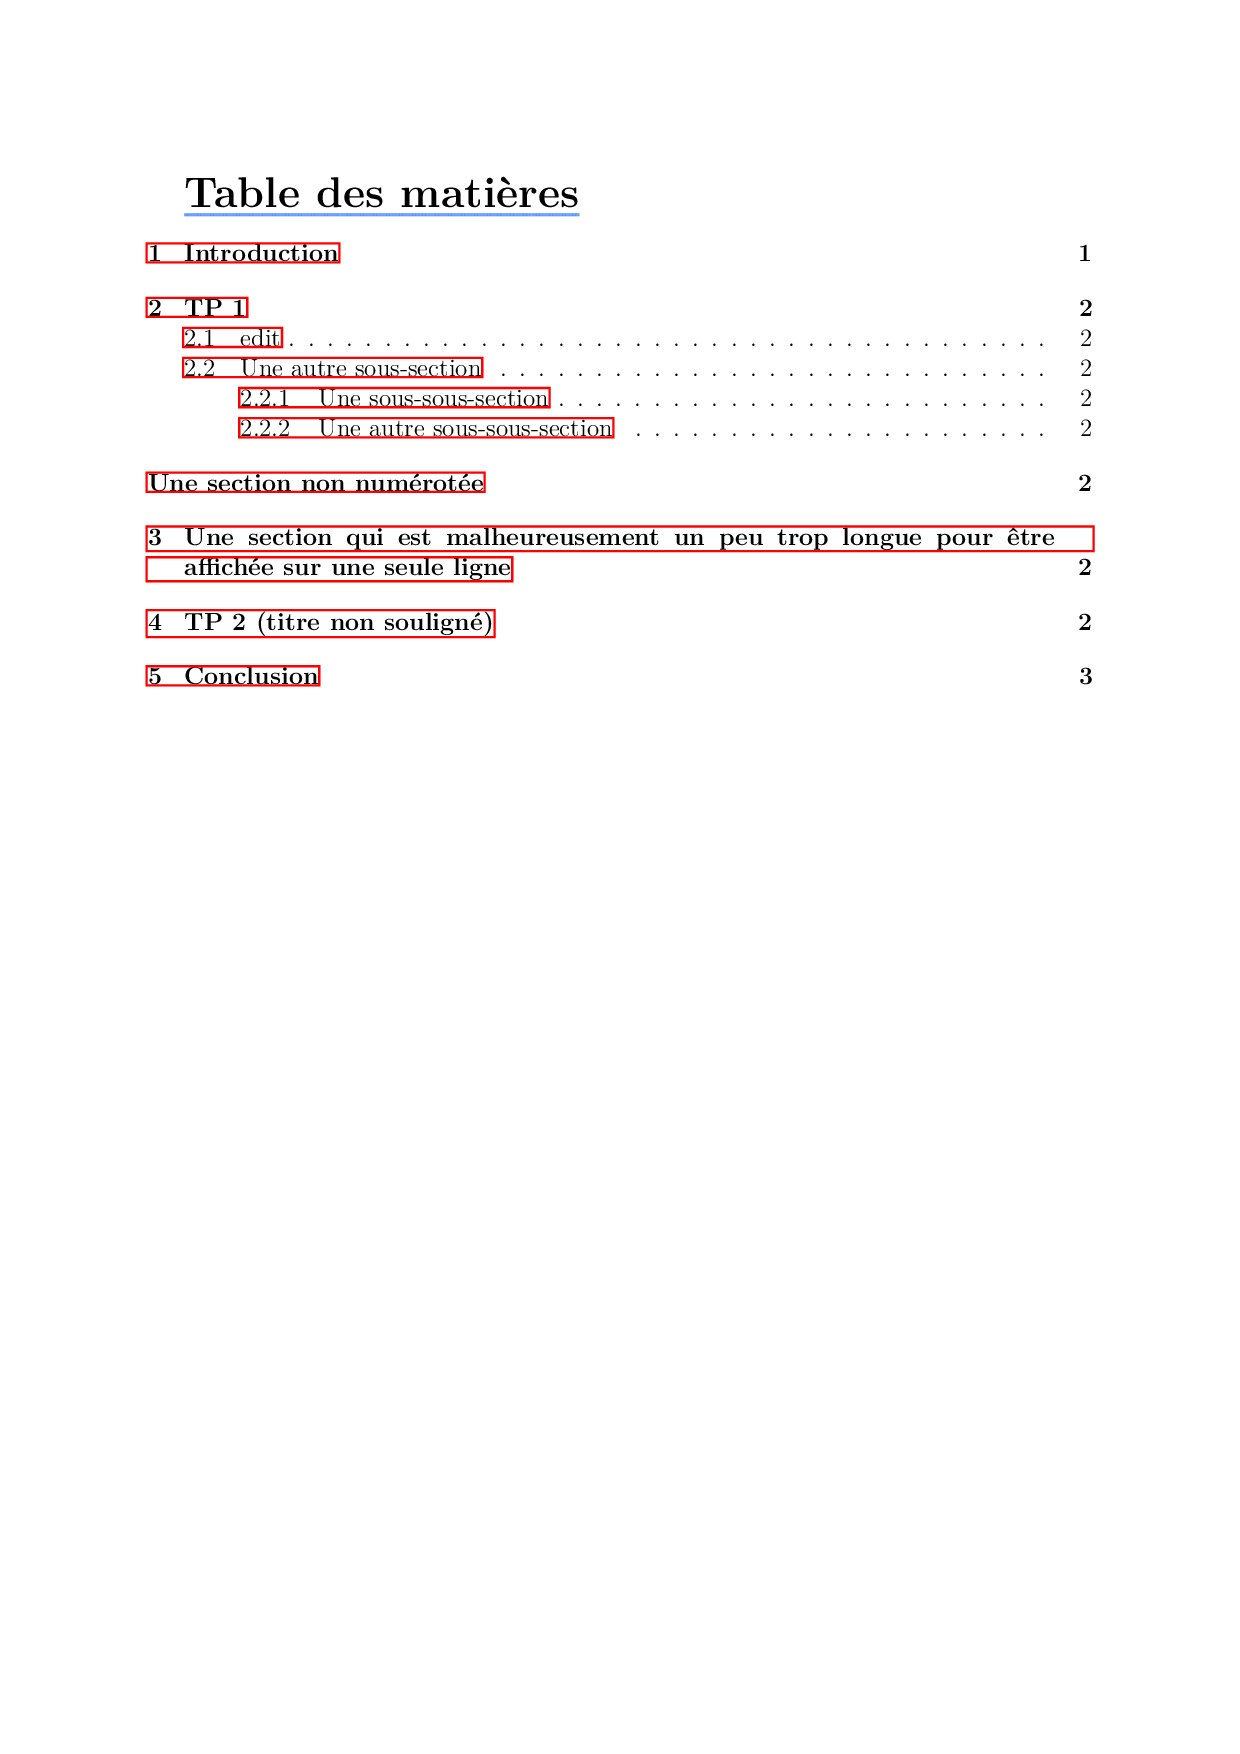 Table des matières
1 Introduction 1
2 TP 1 2
2.1 edit . . . . . . . . . . . . . . . . . . . . . . . . . . . . . . . . . . . . . . . . 2
2.2 Une autre sous-section . . . . . . . . . . . . . . . . . . . . . . . . . . . . . 2
2.2.1 Une sous-sous-section . . . . . . . . . . . . . . . . . . . . . . . . . . 2
2.2.2 Une autre sous-sous-section . . . . . . . . . . . . . . . . . . . . . . 2
Une section non numérotée 2
3 Une section qui est malheureusement un peu trop longue pour être
affichée sur une seule ligne 2
4 TP 2 (titre non souligné) 2
5 Conclusion 3